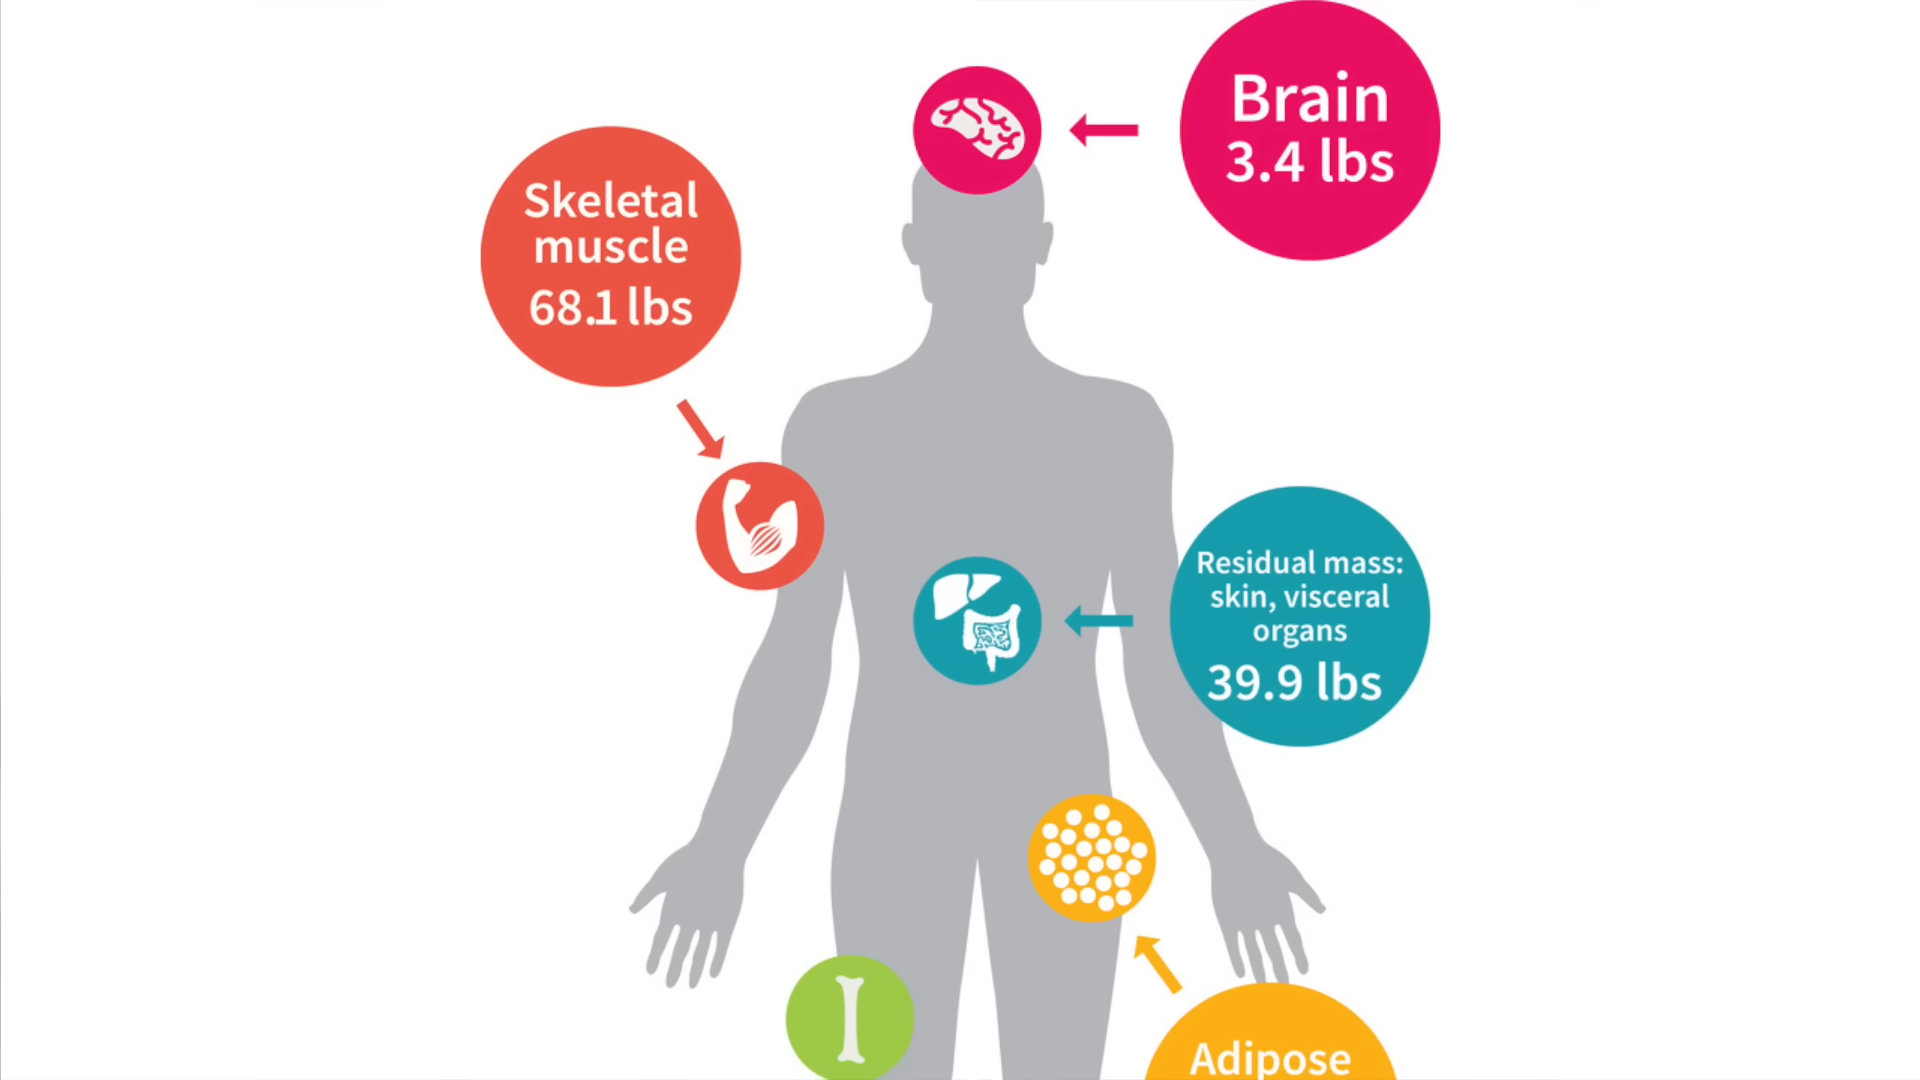 Brain
3.4 lbs
Skeletal
muscle
68.1 lbs
Residual mass:
skin, visceral
organs
39.9 lbs
Adipose